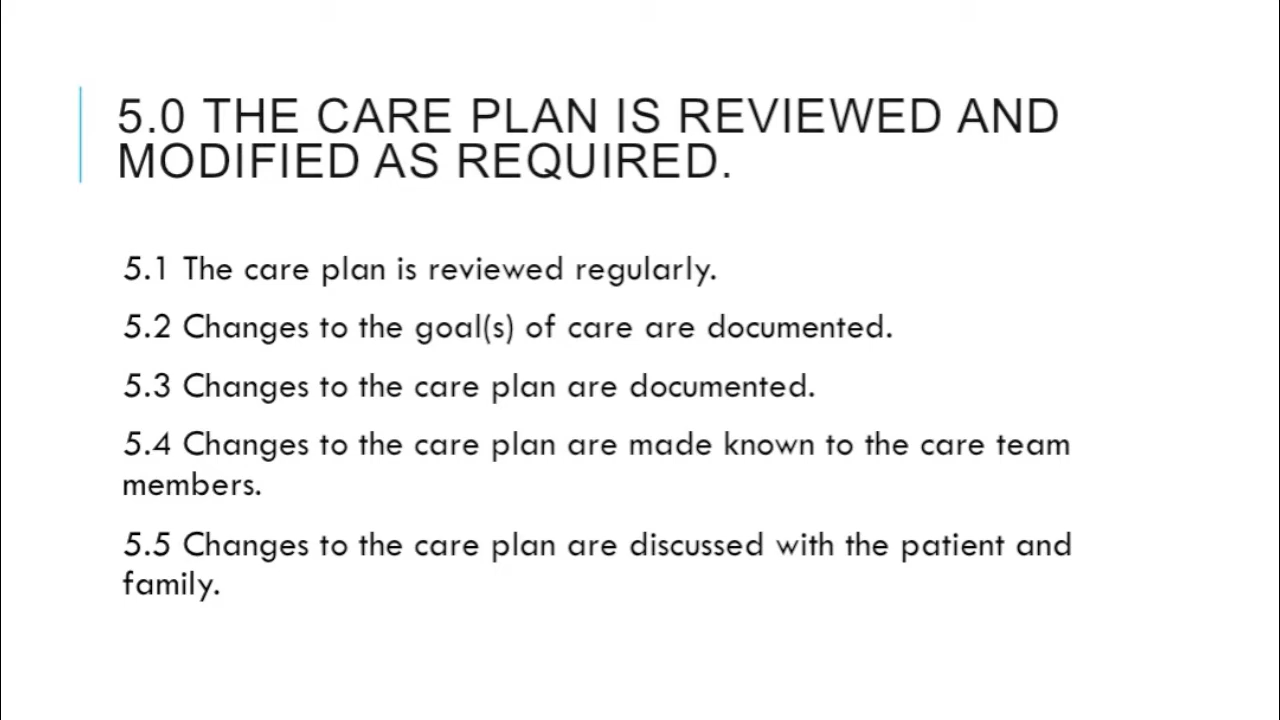 5.0 THE CARE PLAN IS REVIEWED AND
MODIFIED AS REQUIRED.
5.1 The care plan is reviewed regularly.
5.2 Changes to the goal(s) of care are documented.
5.3 Changes to the care plan are documented.
5.4 Changes to the care plan are made known to the care team
members.
5.5 Changes to the care plan are discussed with the patient and
family.